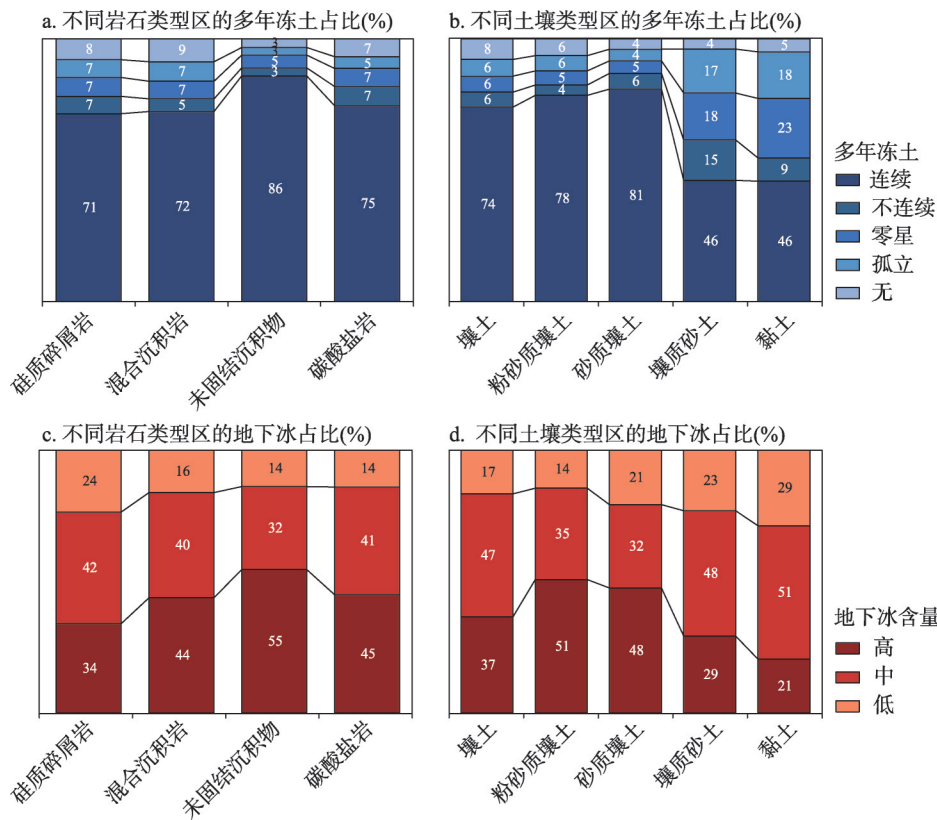 a. 不同岩石类型区的多年冻土占比(%)
8 9 3 7
7 7 3 5
7 7 5 7
7 5 3 7
71 72 86 75
硅质碎屑岩 混合沉积岩 未固结沉积物 碳酸盐岩
b. 不同土壤类型区的多年冻土占比(%)
8 6 4 4 5
6 6 4 17 18
6 5 5 18 23
6 4 6 15 9
74 78 81 46 46
壤土 粉砂质壤土 砂质壤土 壤质砂土 黏土
多年冻土
连续
不连续
零星
孤立
无
c. 不同岩石类型区的地下冰占比(%)
24 16 14 14
42 40 32 41
34 44 55 45
硅质碎屑岩 混合沉积岩 未固结沉积物 碳酸盐岩
d. 不同土壤类型区的地下冰占比(%)
17 14 21 23 29
47 35 32 48 51
37 51 48 29 21
壤土 粉砂质壤土 砂质壤土 壤质砂土 黏土
地下冰含量
高
中
低